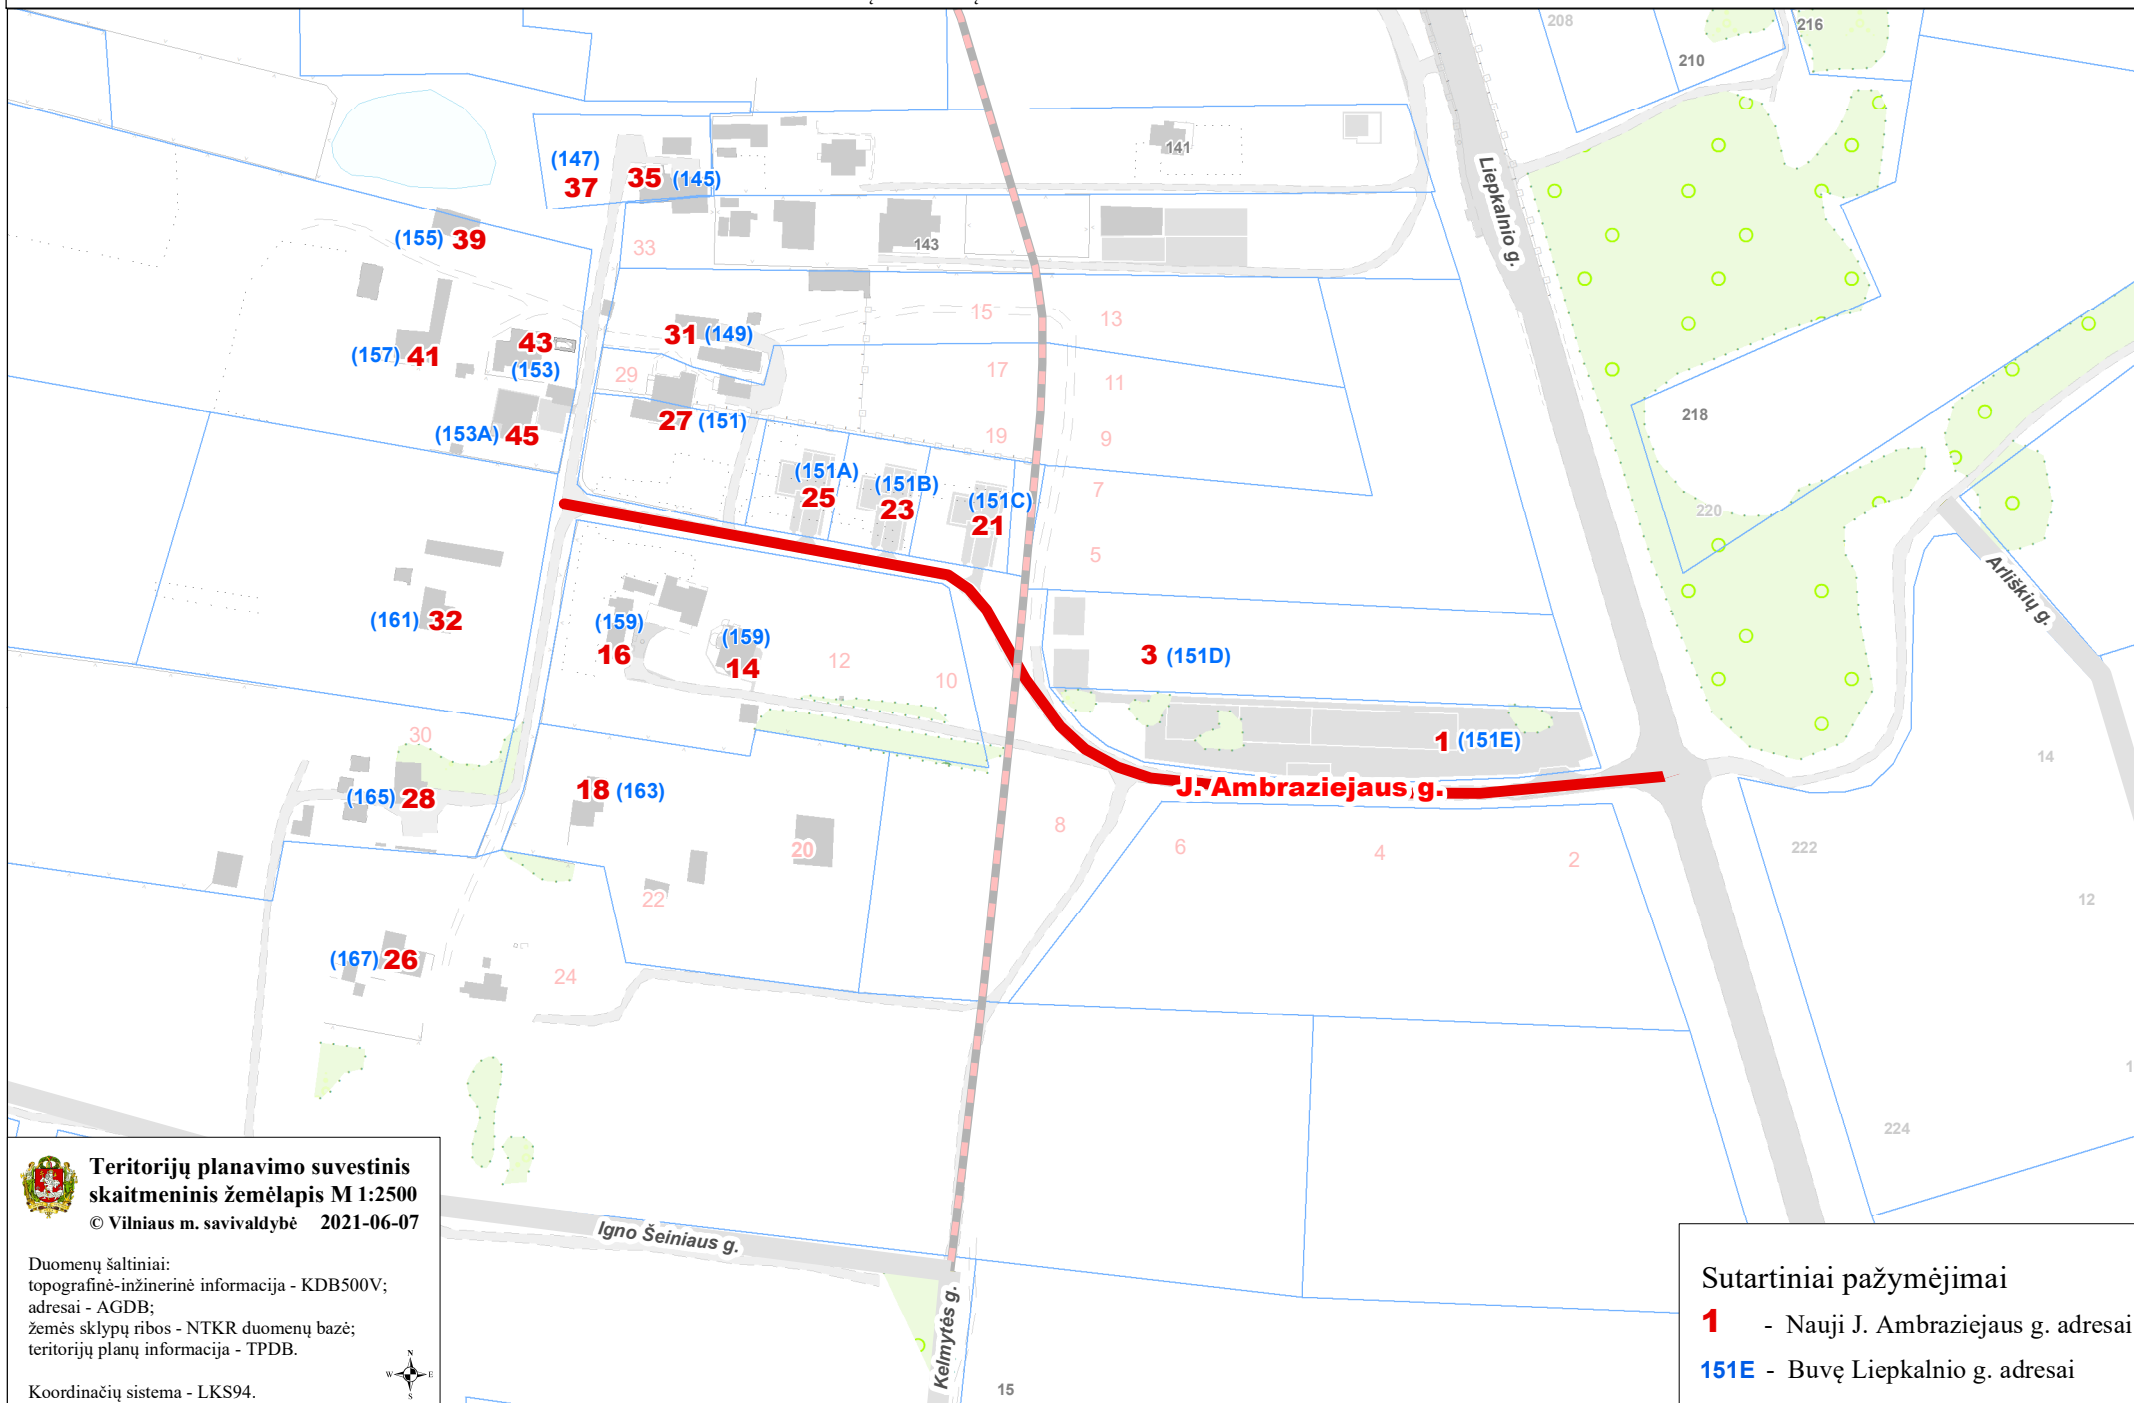 208
216
210
141
Liepkalnio g.
(147)
37
35 (145)
(155) 39
33
143
15
13
31 (149)
43
(157) 41
(153)
29
17
11
218
27 (151)
(153A) 45
19
9
(151A)
25
(151B)
23
(151C)
21
7
220
5
Arliškių g.
(161) 32
(159)
16
(159)
14
12
10
3 (151D)
30
1 (151E)
14
J. Ambraziejaus g.
(165) 28
18 (163)
20
8
6
4
2
222
22
12
(167) 26
24
1
224
Teritorijų planavimo suvestinis
skaitmeninis žemėlapis M 1:2500
© Vilniaus m. savivaldybė 2021-06-07
Duomenų šaltiniai:
topografinė-inžinerinė informacija - KDB500V;
adresai - AGDB;
žemės sklypų ribos - NTKR duomenų bazė;
teritorijų planų informacija - TPDB.
Koordinačių sistema - LKS94.
N
W E
S
Igno Šeiniaus g.
Kelmytės g.
15
Sutartiniai pažymėjimai
1 - Nauji J. Ambraziejaus g. adresai
151E - Buvę Liepkalnio g. adresai